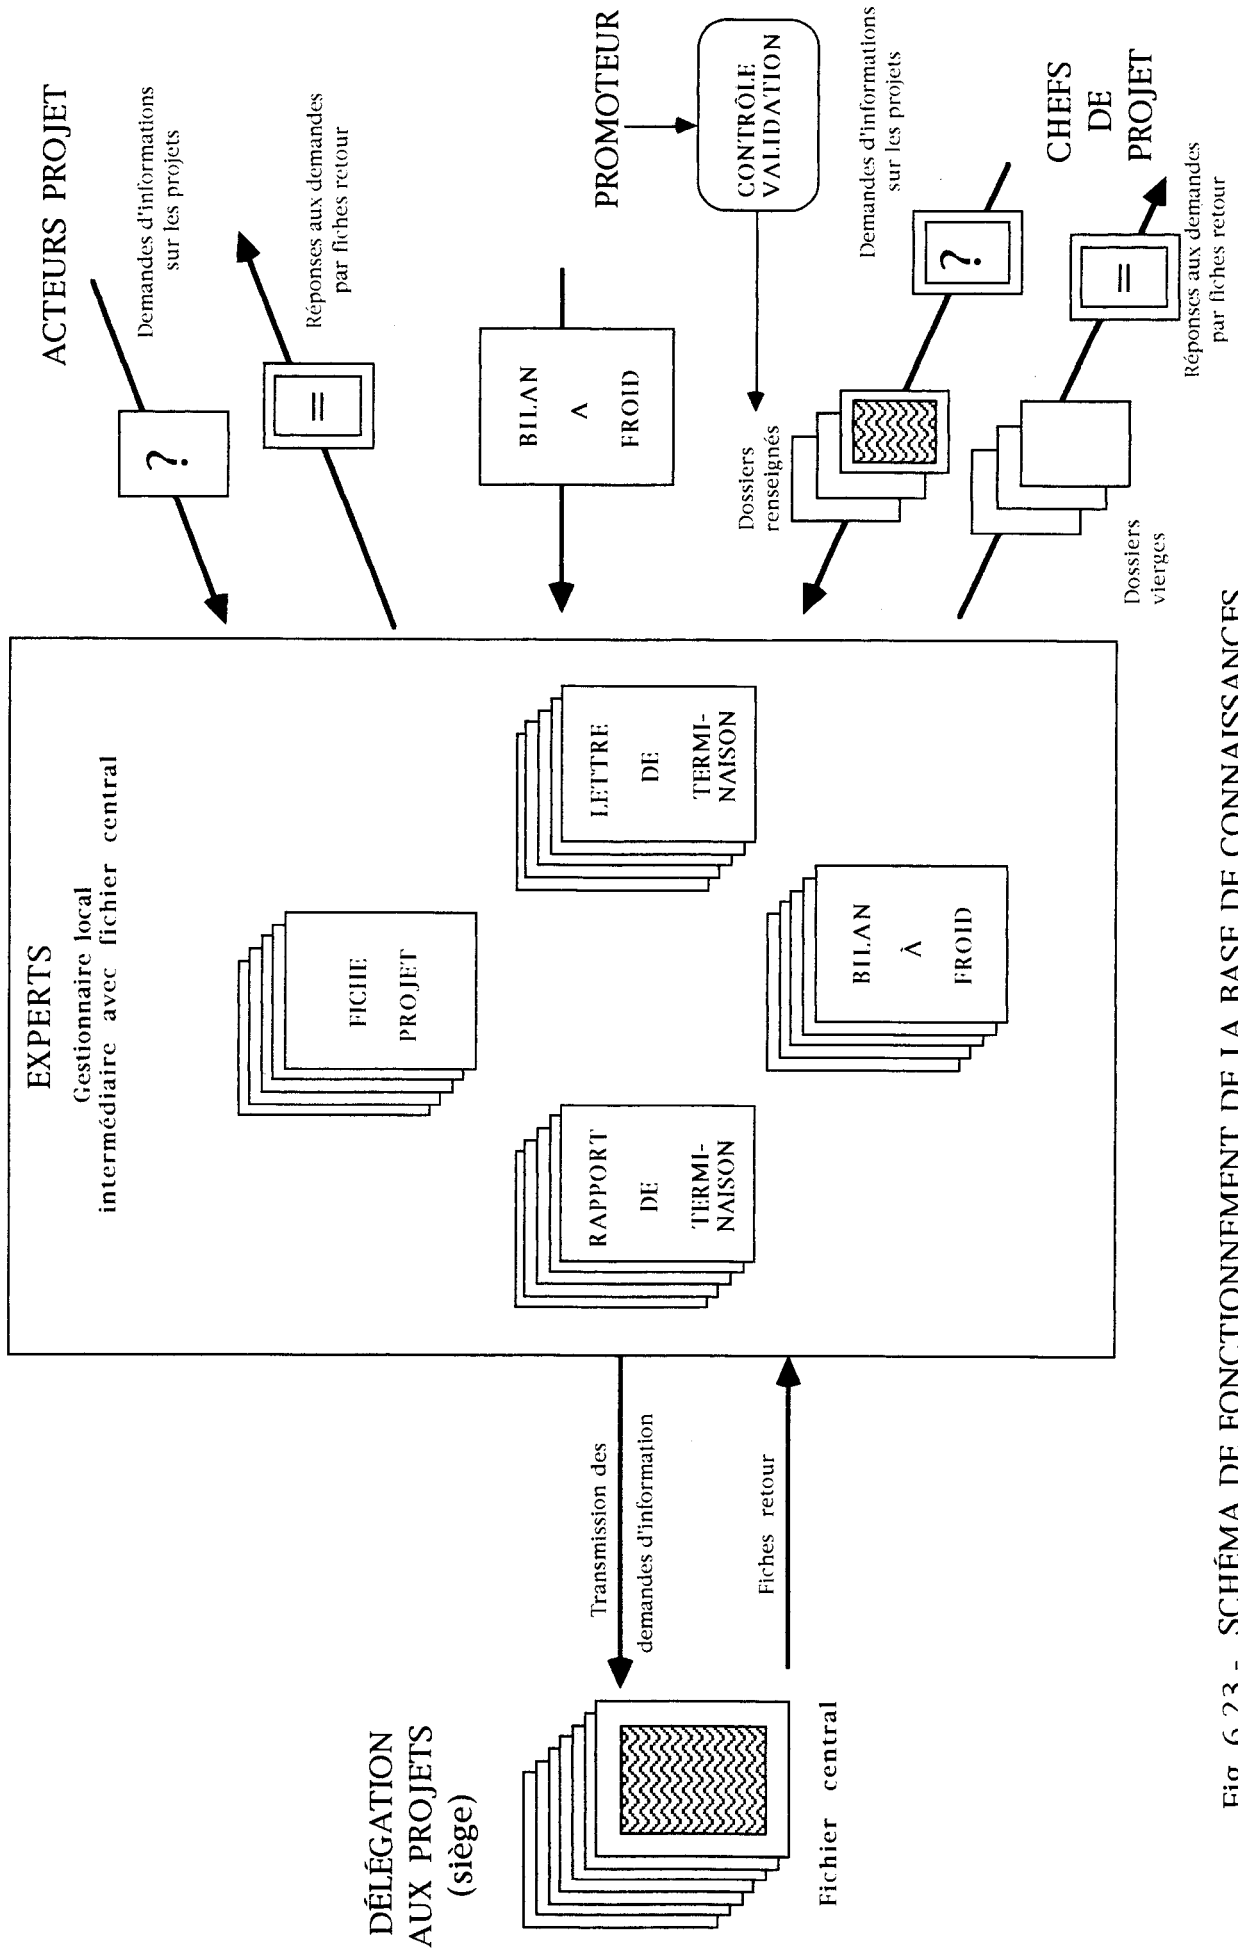 DÉLÉGATION
AUX PROJETS
(siège)
Fichier central
Transmission des
demandes d'information
Fiches retour
EXPERTS
Gestionnaire local
intermédiaire avec fichier central
FICHE
PROJET
RAPPORT
DE
TERMI-
NAISON
LETTRE
DE
TERMI-
NAISON
BILAN
À
FROID
ACTEURS PROJET
Demandes d'informations
sur les projets
?
Réponses aux demandes
par fiches retour
=
BILAN
A
FROID
PROMOTEUR
CONTRÔLE
VALIDATION
Dossiers
renseignés
Demandes d'informations
sur les projets
?
CHEFS
DE
PROJET
=
Réponses aux demandes
par fiches retour
Dossiers
vierges
Fig. 6.23 - SCHÉMA DE FONCTIONNEMENT DE LA BASE DE CONNAISSANCES